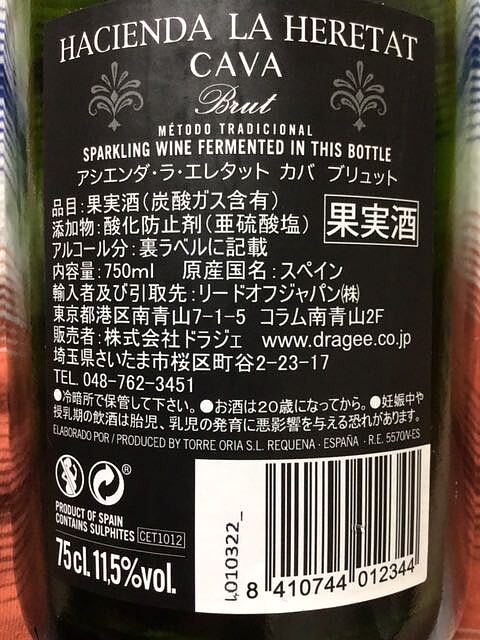 HACIENDA LA HERETAT
CAVA
Brut
MÉTODO TRADICIONAL
SPARKLING WINE FERMENTED IN THIS BOTTLE
アシエンダ・ラ・エレタット カバ ブリュット
品目:果実酒(炭酸ガス含有)
添加物:酸化防止剤(亜硫酸塩)
果実酒
アルコール分:裏ラベルに記載
内容量:750ml 原産国名:スペイン
輸入者及び引取先:リードオフジャパン㈱
東京都港区南青山7-1-5 コラム南青山2F
販売者:株式会社ドラジェ www.dragee.co.jp
埼玉県さいたま市桜区町谷2-23-17
TEL. 048-762-3451
●冷暗所で保管して下さい。●お酒は20歳になってから。●妊娠中や
授乳期の飲酒は胎児、乳児の発育に悪影響を与える恐れがあります。
ELABORADO POR / PRODUCED BY TORRE ORIA S.L. REQUENA - ESPAÑA - R.E. 5570/V-ES
®
PRODUCT OF SPAIN
CONTAINS SULPHITES
CET1012
75cl. 11,5%vol.
L010322_
8 410744 012344